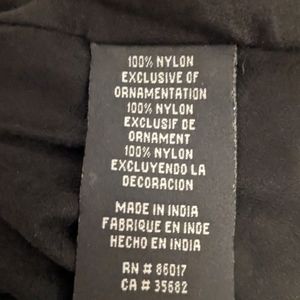 100% NYLON
EXCLUSIVE OF
ORNAMENTATION
100% NYLON
EXCLUSIF DE
ORNAMENT
100% NYLON
EXCLUYENDO LA
DECORACION
MADE IN INDIA
FABRIQUE EN INDE
HECHO EN INDIA
RN # 86017
CA # 35682